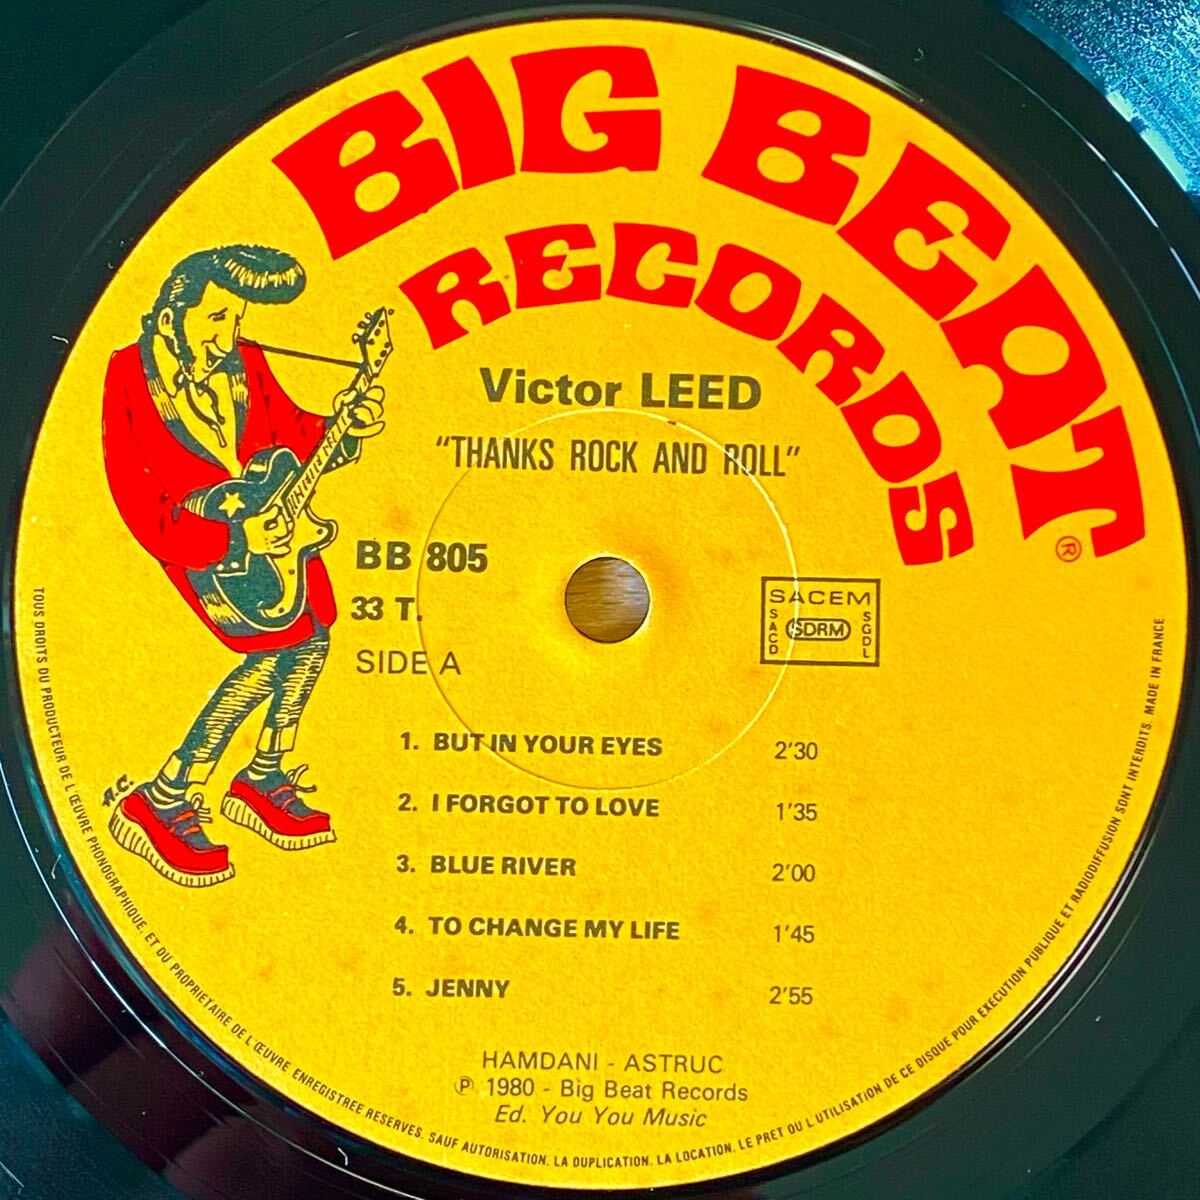 BIG BEAT
RECORDS
®
Victor LEED
"THANKS ROCK AND ROLL"
BB 805
33 T.
SIDE A
SACEM
SACD
SDRM
SGDL
1. BUT IN YOUR EYES 2'30
2. I FORGOT TO LOVE 1'35
3. BLUE RIVER 2'00
4. TO CHANGE MY LIFE 1'45
5. JENNY 2'55
HAMDANI - ASTRUC
Ⓟ 1980 - Big Beat Records
Ed. You You Music
A.C.
TOUS DROITS DU PRODUCTEUR DE L'ŒUVRE PHONOGRAPHIQUE, ET DU PROPRIETAIRE DE L'ŒUVRE ENREGISTREE RESERVES. SAUF AUTORISATION, LA DUPLICATION, LA LOCATION, LE PRET OU L'UTILISATION DE CE DISQUE POUR EXECUTION PUBLIQUE ET RADIODIFFUSION SONT INTERDITS. MADE IN FRANCE